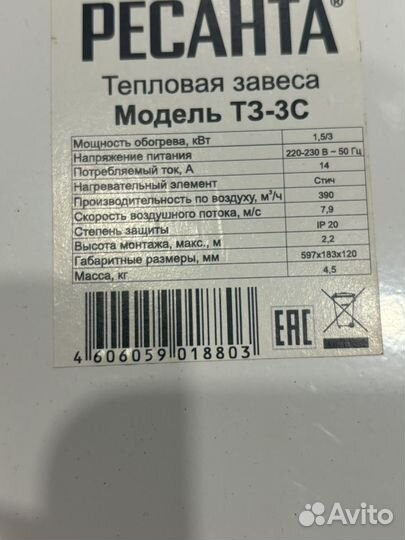 РЕСАНТА®
Тепловая завеса
Модель ТЗ-3С
Мощность обогрева, кВт 1,5/3
Напряжение питания 220-230 В ~ 50 Гц
Потребляемый ток, А 14
Нагревательный элемент Стич
Производительность по воздуху, м³/ч 390
Скорость воздушного потока, м/с 7,9
Степень защиты IP 20
Высота монтажа, макс., м 2,2
Габаритные размеры, мм 597х183х120
Масса, кг 4,5
4 606059 018803
ЕАС
Avito